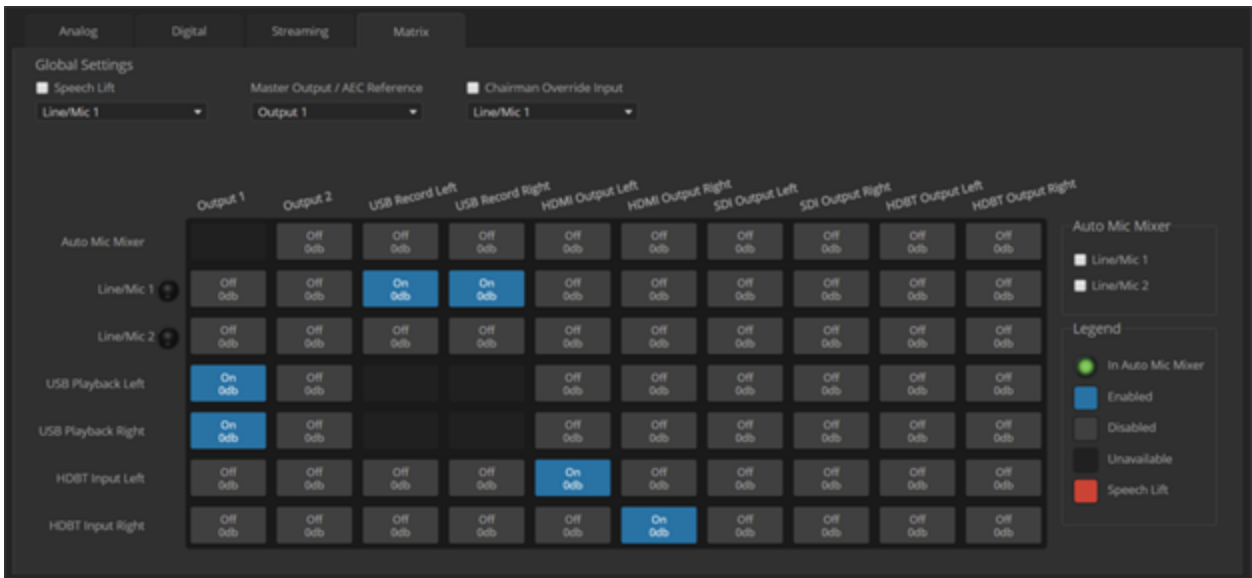 Analog Digital Streaming Matrix
Global Settings
Speech Lift Master Output / AEC Reference Chairman Override Input
Line/Mic 1 Output 1 Line/Mic 1
Output 1 Output 2 USB Record Left USB Record Right HDMI Output Left HDMI Output Right SDI Output Left SDI Output Right HDBT Output Left HDBT Output Right
Auto Mic Mixer
Off Off Off Off Off Off Off Off Off
0db 0db 0db 0db 0db 0db 0db 0db 0db
Line/Mic 1
Off Off On On Off Off Off Off Off Off
0db 0db 0db 0db 0db 0db 0db 0db 0db 0db
Line/Mic 2
Off Off Off Off Off Off Off Off Off Off
0db 0db 0db 0db 0db 0db 0db 0db 0db 0db
USB Playback Left
On Off Off Off Off Off Off Off
0db 0db 0db 0db 0db 0db 0db 0db
USB Playback Right
On Off Off Off Off Off Off Off
0db 0db 0db 0db 0db 0db 0db 0db
HDBT Input Left
Off Off Off Off On Off Off Off Off Off
0db 0db 0db 0db 0db 0db 0db 0db 0db 0db
HDBT Input Right
Off Off Off Off Off On Off Off Off Off
0db 0db 0db 0db 0db 0db 0db 0db 0db 0db
Auto Mic Mixer
Line/Mic 1
Line/Mic 2
Legend
In Auto Mic Mixer
Enabled
Disabled
Unavailable
Speech Lift